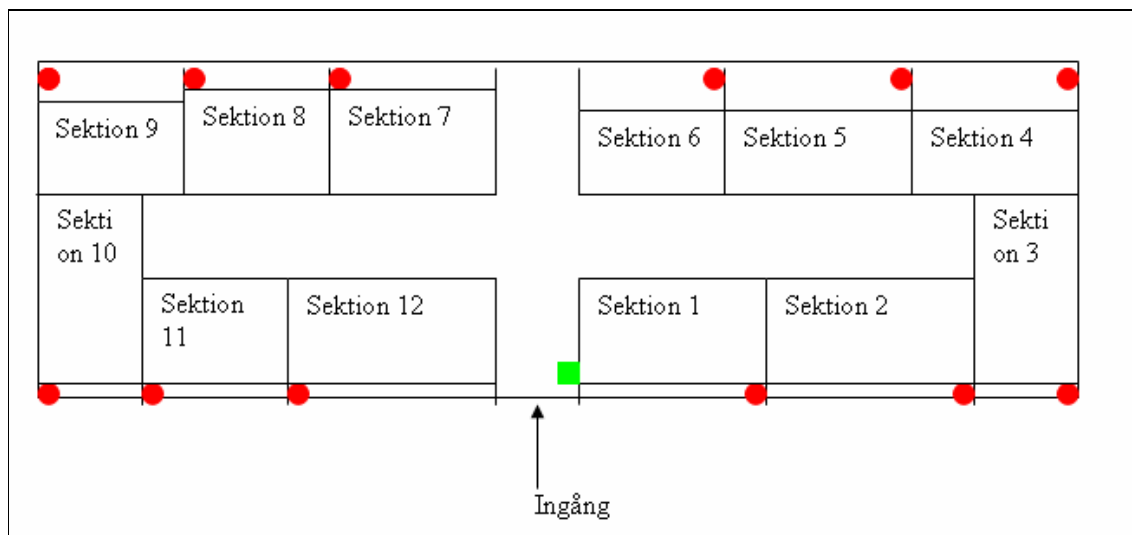 Sektion 9
Sektion 8
Sektion 7
Sektion 6
Sektion 5
Sektion 4
Sekti
on 10
Sekti
on 3
Sektion
11
Sektion 12
Sektion 1
Sektion 2
Ingång